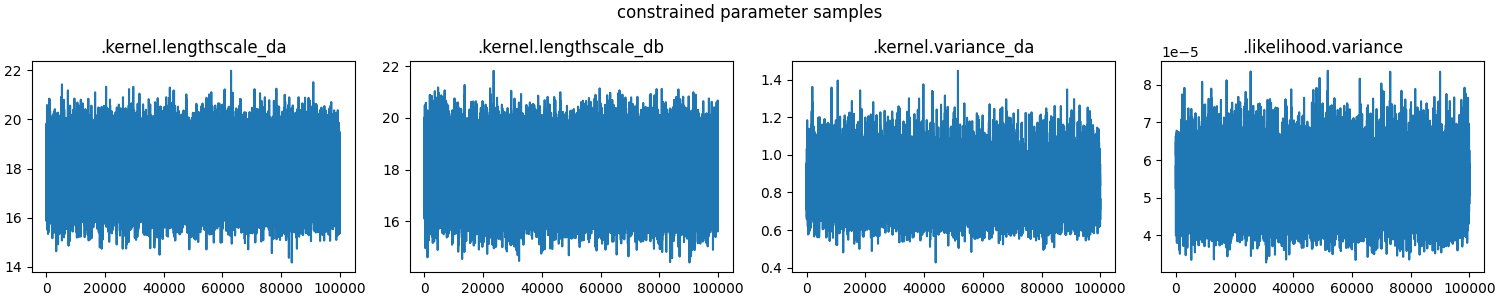 constrained parameter samples
.kernel.lengthscale_da
.kernel.lengthscale_db
.kernel.variance_da
.likelihood.variance
1e−5
22
20
18
16
14
0 20000 40000 60000 80000 100000
22
20
18
16
0 20000 40000 60000 80000 100000
1.4
1.2
1.0
0.8
0.6
0.4
0 20000 40000 60000 80000 100000
8
7
6
5
4
0 20000 40000 60000 80000 100000